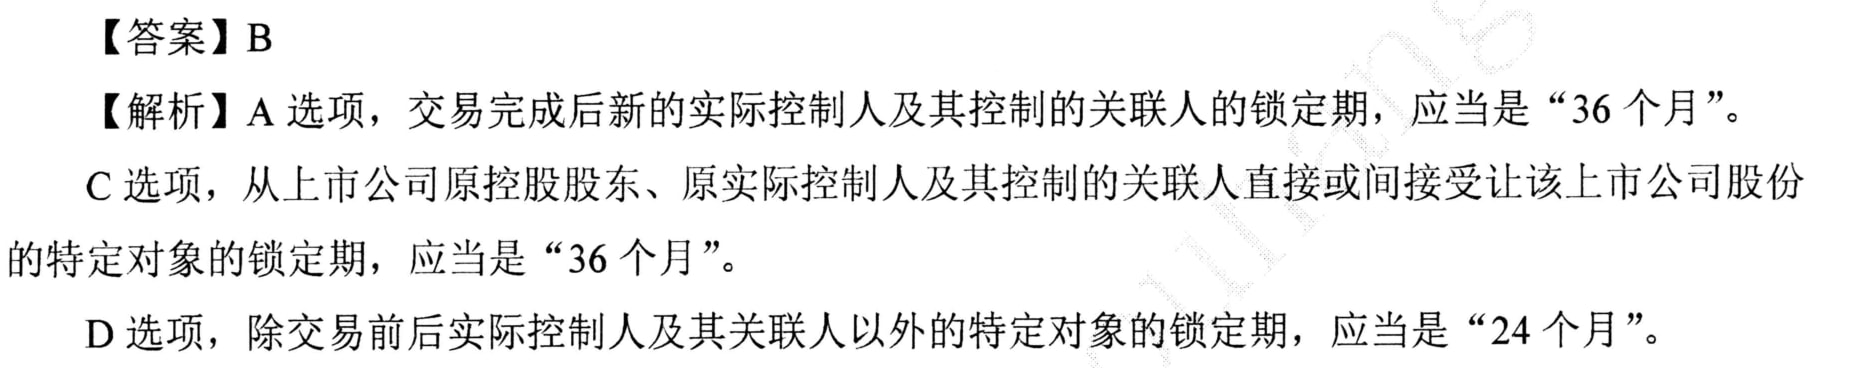 【答案】B
【解析】A 选项，交易完成后新的实际控制人及其控制的关联人的锁定期，应当是“36 个月”。
C 选项，从上市公司原控股股东、原实际控制人及其控制的关联人直接或间接受让该上市公司股份
的特定对象的锁定期，应当是“36 个月”。
D 选项，除交易前后实际控制人及其关联人以外的特定对象的锁定期，应当是“24 个月”。